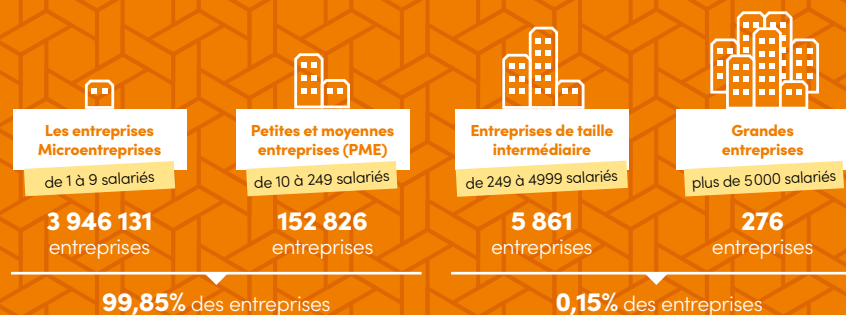 Les entreprises
Microentreprises
de 1 à 9 salariés
3 946 131
entreprises
Petites et moyennes
entreprises (PME)
de 10 à 249 salariés
152 826
entreprises
99,85% des entreprises
Entreprises de taille
intermédiaire
de 249 à 4999 salariés
5 861
entreprises
Grandes
entreprises
plus de 5000 salariés
276
entreprises
0,15% des entreprises